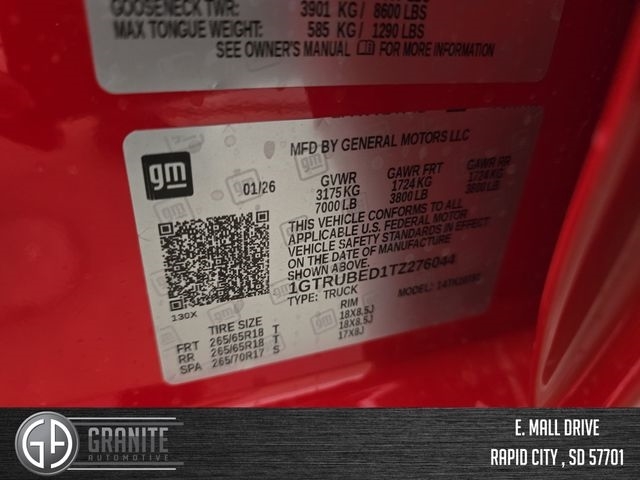 GOOSENECK TWR: 3901 KG / 8600 LBS
MAX TONGUE WEIGHT: 585 KG / 1290 LBS
SEE OWNER'S MANUAL FOR MORE INFORMATION
MFD BY GENERAL MOTORS LLC
gm
01/26
GVWR GAWR FRT GAWR RR
3175 KG 1724 KG 1724 KG
7000 LB 3800 LB 3800 LB
THIS VEHICLE CONFORMS TO ALL
APPLICABLE U.S. FEDERAL MOTOR
VEHICLE SAFETY STANDARDS IN EFFECT
ON THE DATE OF MANUFACTURE
SHOWN ABOVE.
1GTRUBED1TZ276044
TYPE: TRUCK MODEL:
130X
TIRE SIZE RIM
FRT 265/65R18 T 18X8.5J
RR 265/65R18 T 18X8.5J
SPA 265/70R17 S 17X8J
GA GRANITE
AUTOMOTIVE
E. MALL DRIVE
RAPID CITY , SD 57701